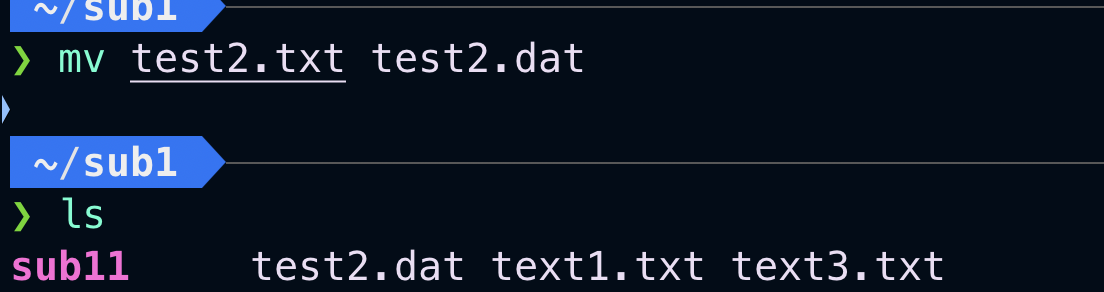 ~/sub1
❯ mv test2.txt test2.dat
~/sub1
❯ ls
sub11 test2.dat text1.txt text3.txt